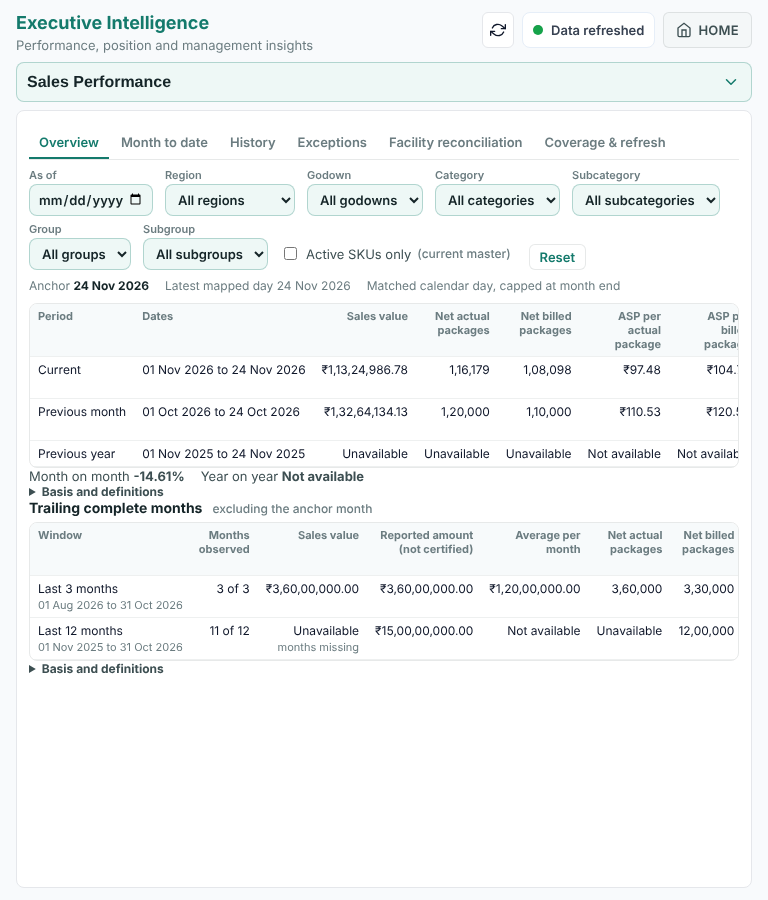 Executive Intelligence
Performance, position and management insights
Data refreshed
HOME
Sales Performance
Overview Month to date History Exceptions Facility reconciliation Coverage & refresh
As of Region Godown Category Subcategory
mm/dd/yyyy All regions All godowns All categories All subcategories
Group Subgroup
All groups All subgroups Active SKUs only (current master) Reset
Anchor 24 Nov 2026 Latest mapped day 24 Nov 2026 Matched calendar day, capped at month end
Period Dates Sales value Net actual packages Net billed packages ASP per actual package ASP
Current 01 Nov 2026 to 24 Nov 2026 ₹1,13,24,986.78 1,16,179 1,08,098 ₹97.48 ₹104.
Previous month 01 Oct 2026 to 24 Oct 2026 ₹1,32,64,134.13 1,20,000 1,10,000 ₹110.53 ₹120.
Previous year 01 Nov 2025 to 24 Nov 2025 Unavailable Unavailable Unavailable Not available Not
Month on month -14.61% Year on year Not available
Basis and definitions
Trailing complete months excluding the anchor month
Window Months observed Sales value Reported amount (not certified) Average per month Net actual packages Net billed packages
Last 3 months 3 of 3 ₹3,60,00,000.00 ₹3,60,00,000.00 ₹1,20,00,000.00 3,60,000 3,30,000
01 Aug 2026 to 31 Oct 2026
Last 12 months 11 of 12 Unavailable ₹15,00,00,000.00 Not available Unavailable 12,00,000
01 Nov 2025 to 31 Oct 2026 months missing
Basis and definitions